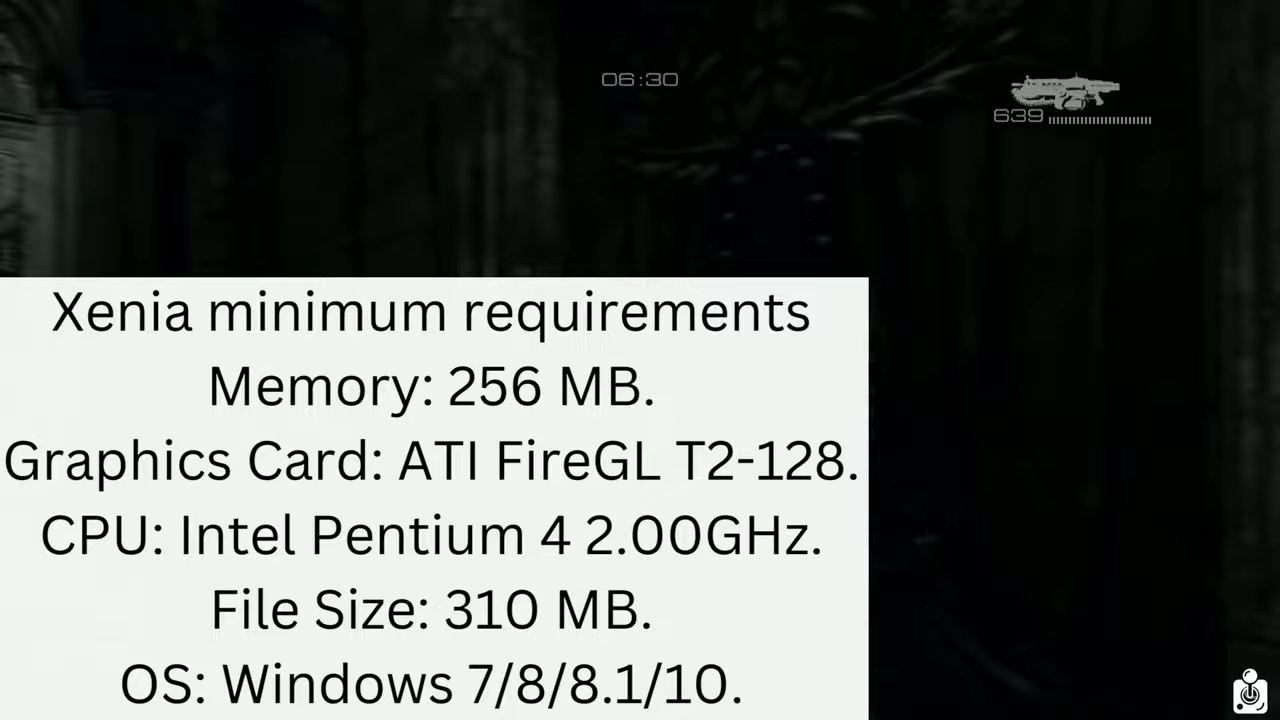 06:30
639
Xenia minimum requirements
Memory: 256 MB.
Graphics Card: ATI FireGL T2-128.
CPU: Intel Pentium 4 2.00GHz.
File Size: 310 MB.
OS: Windows 7/8/8.1/10.